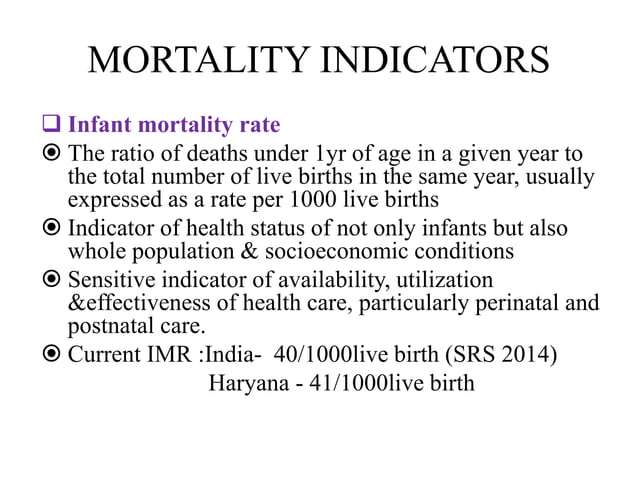 MORTALITY INDICATORS
❑ Infant mortality rate
⦿ The ratio of deaths under 1yr of age in a given year to
the total number of live births in the same year, usually
expressed as a rate per 1000 live births
⦿ Indicator of health status of not only infants but also
whole population & socioeconomic conditions
⦿ Sensitive indicator of availability, utilization
&effectiveness of health care, particularly perinatal and
postnatal care.
⦿ Current IMR :India- 40/1000live birth (SRS 2014)
Haryana - 41/1000live birth